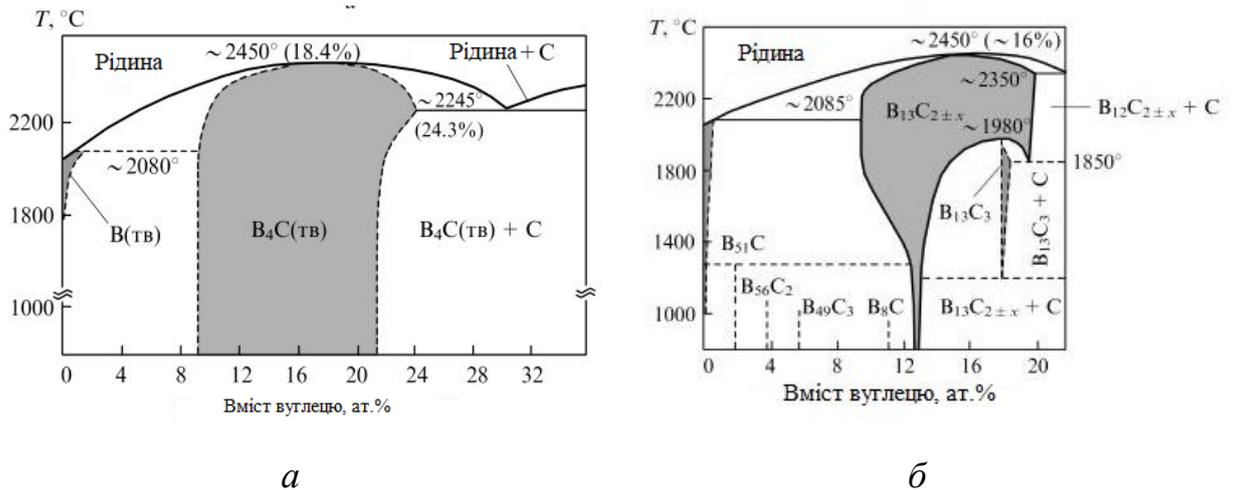 T, °C
~2450° (18.4%)
Рідина
Рідина + C
~2245°
(24.3%)
~2080°
2200
1800
1000
B(тв)
B₄C(тв)
B₄C(тв) + C
0 4 8 12 16 20 24 28 32
Вміст вуглецю, ат.%
а
T, °C
~2450° (~16%)
Рідина
~2350°
~2085°
B₁₃C₂ ± ₓ
~1980°
B₁₂C₂ ± ₓ + C
1850°
2200
1800
1400
1000
B₁₃C₃
B₁₃C₃ + C
B₅₁C
B₅₆C₂
B₄₉C₃
B₈C
B₁₃C₂ ± ₓ + C
0 4 8 12 16 20
Вміст вуглецю, ат.%
б